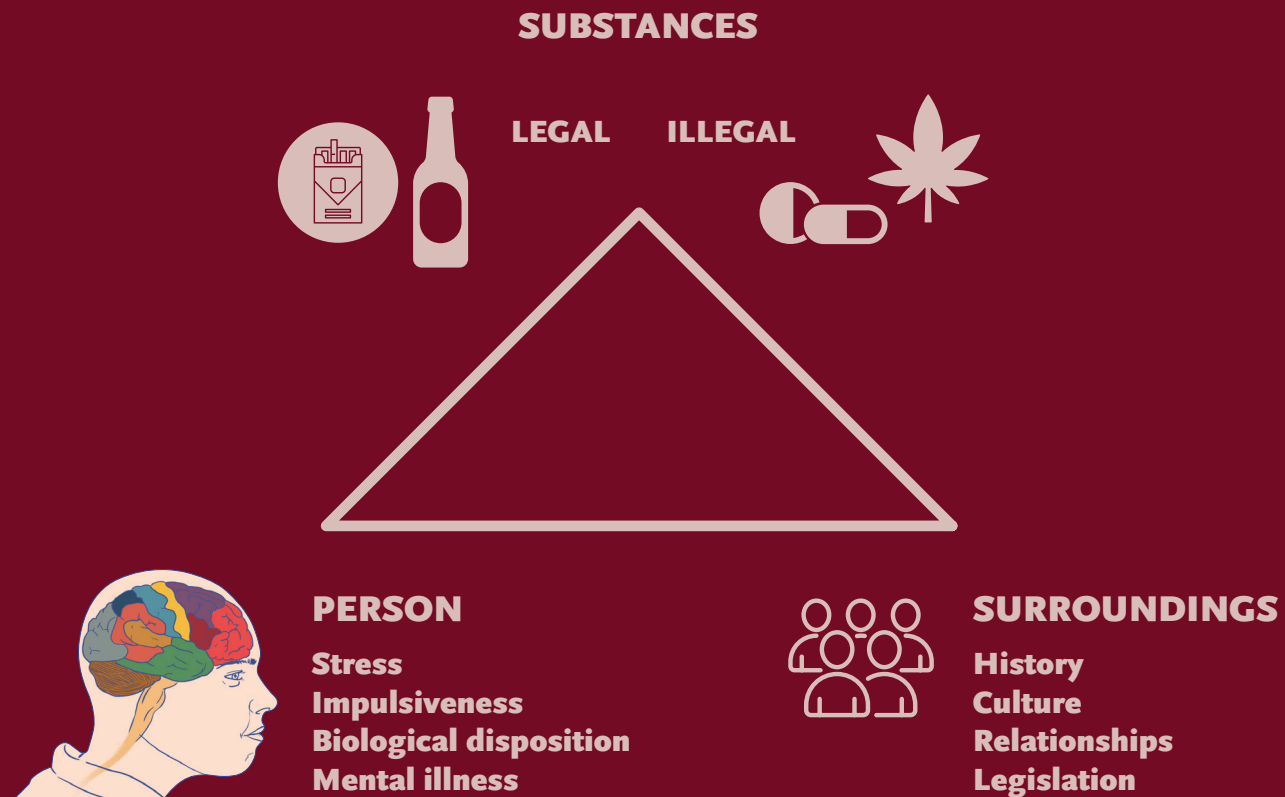 SUBSTANCES
LEGAL ILLEGAL
PERSON
Stress
Impulsiveness
Biological disposition
Mental illness
SURROUNDINGS
History
Culture
Relationships
Legislation